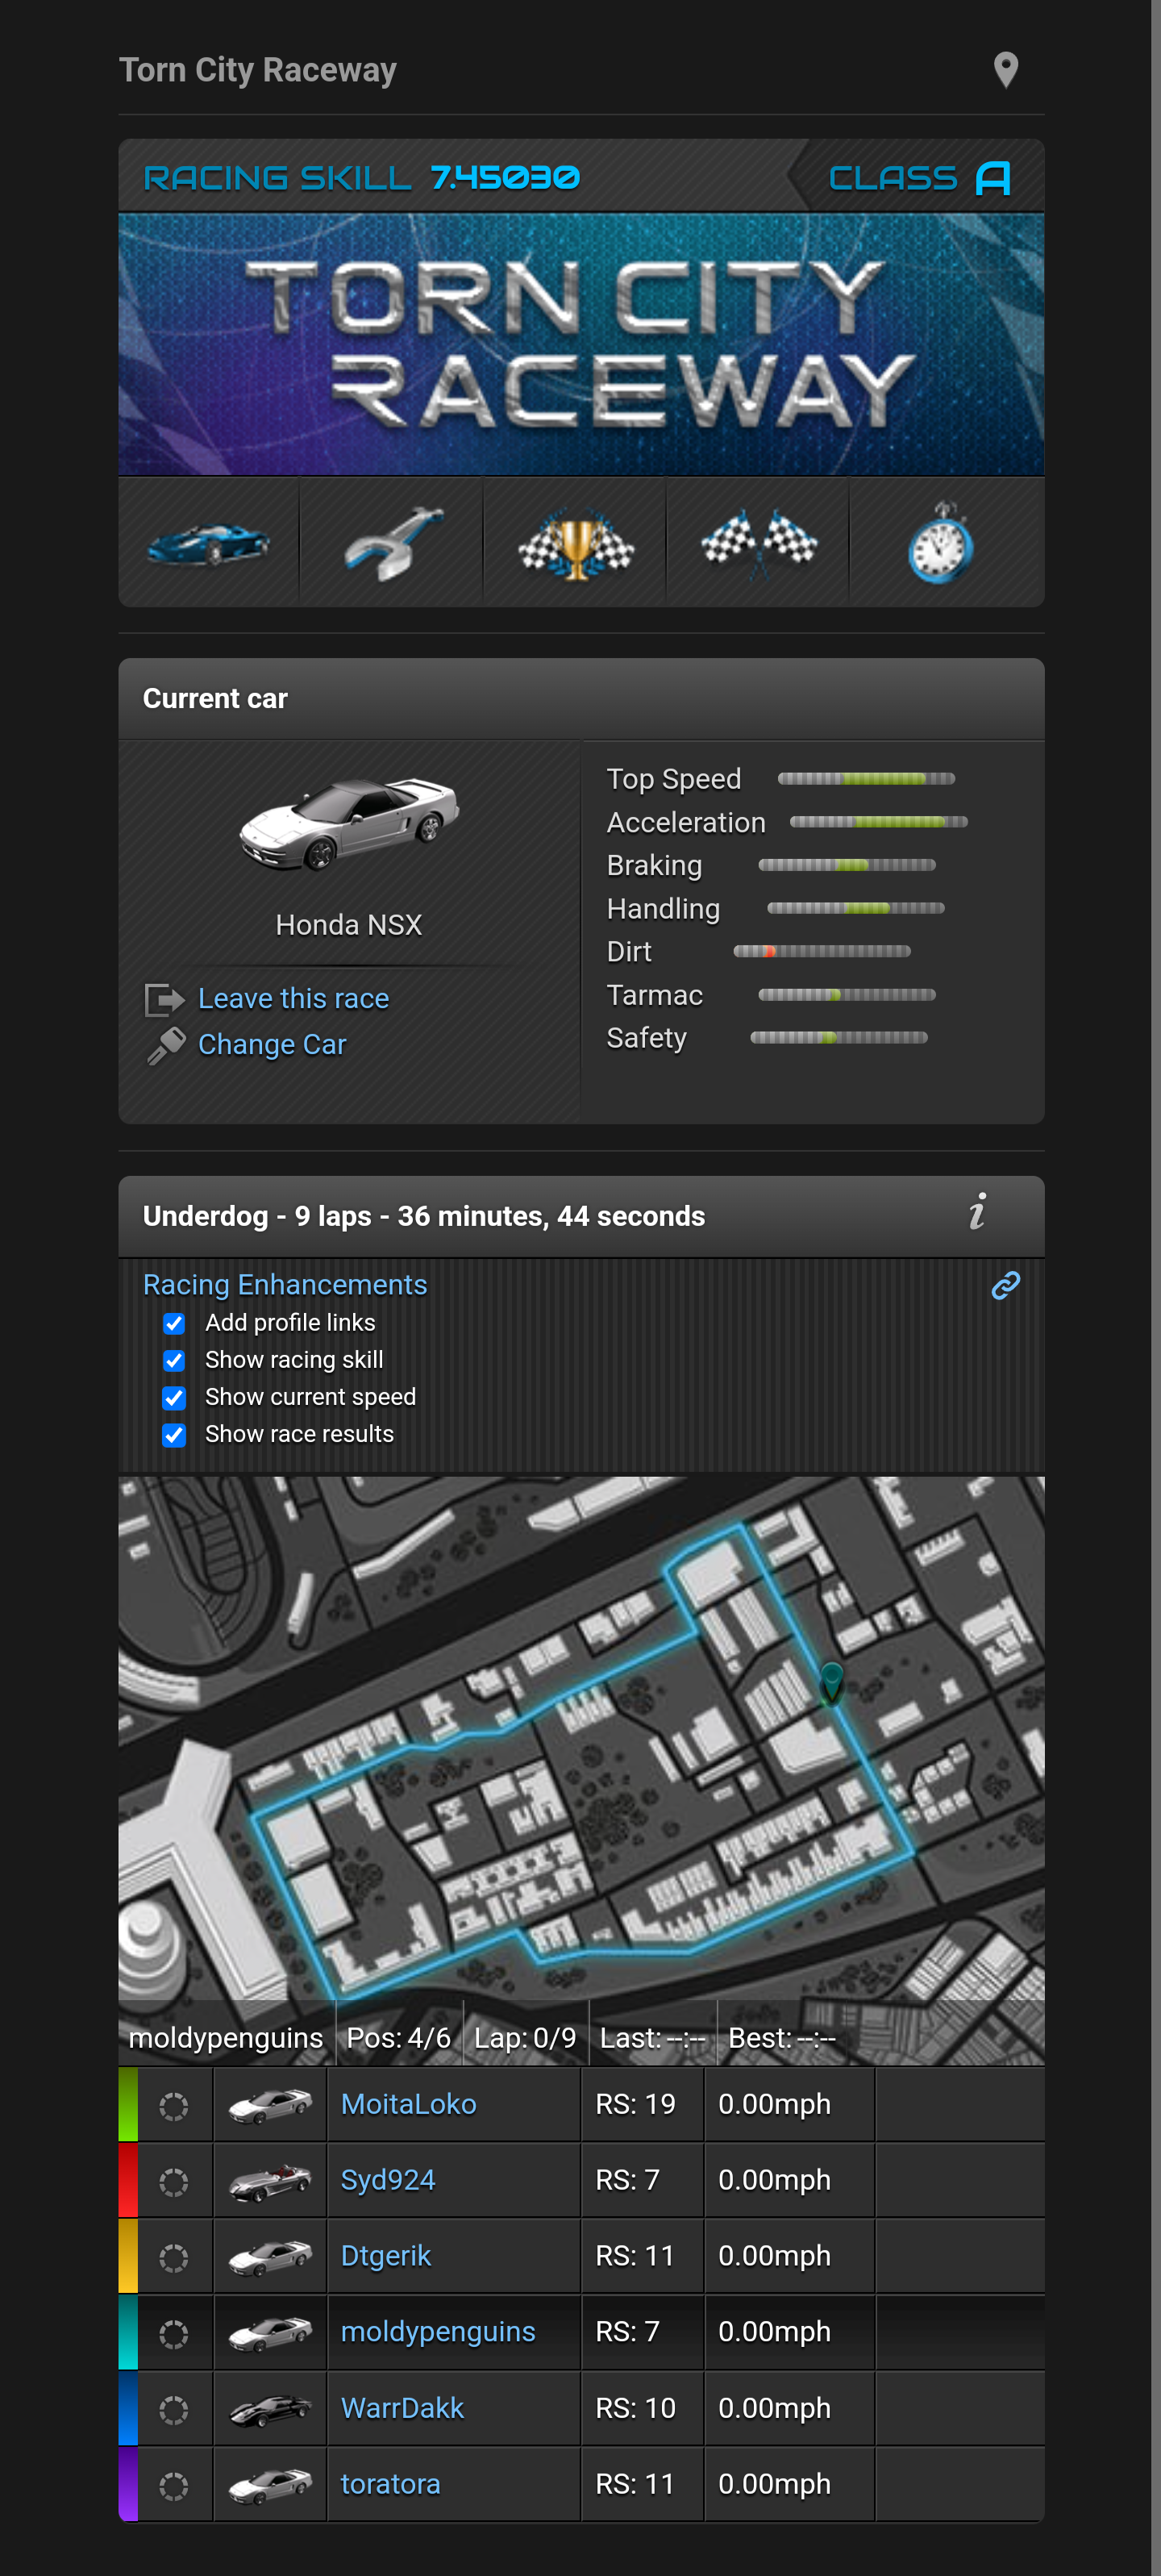 Torn City Raceway
RACING SKILL 7.45030 CLASS A
TORN CITY
RACEWAY
Current car
Honda NSX
Leave this race
Change Car
Top Speed
Acceleration
Braking
Handling
Dirt
Tarmac
Safety
Underdog - 9 laps - 36 minutes, 44 seconds
Racing Enhancements
Add profile links
Show racing skill
Show current speed
Show race results
moldypenguins Pos: 4/6 Lap: 0/9 Last: --:-- Best: --:--
MoitaLoko RS: 19 0.00mph
Syd924 RS: 7 0.00mph
Dtgerik RS: 11 0.00mph
moldypenguins RS: 7 0.00mph
WarrDakk RS: 10 0.00mph
toratora RS: 11 0.00mph